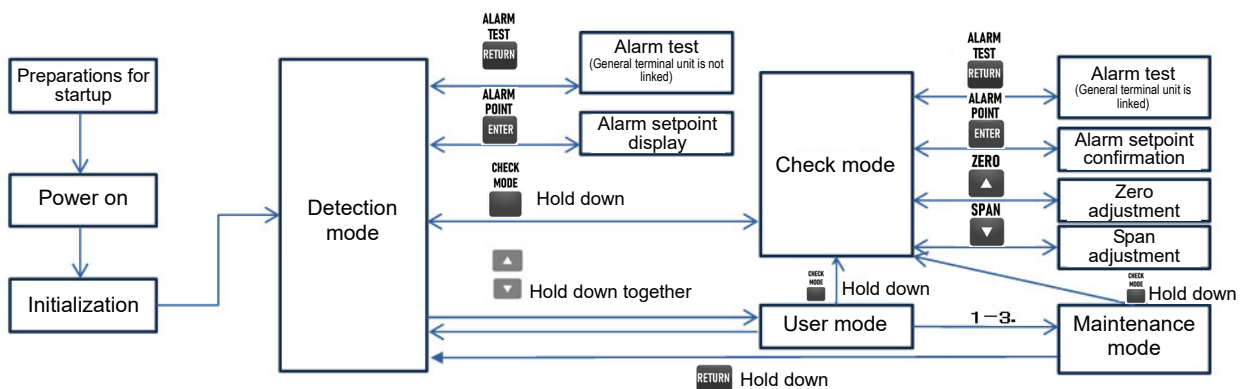 Preparations for
startup
Power on
Initialization
Detection
mode
ALARM
TEST
RETURN
Alarm test
(General terminal unit is not
linked)
ALARM
POINT
ENTER
Alarm setpoint
display
CHECK
MODE
Hold down
Hold down together
Check mode
ALARM
TEST
RETURN
Alarm test
(General terminal unit is
linked)
ALARM
POINT
ENTER
Alarm setpoint
confirmation
ZERO
Zero
adjustment
SPAN
Span
adjustment
CHECK
MODE
Hold down
CHECK
MODE
Hold down
User mode
1-3.
Maintenance
mode
RETURN
Hold down